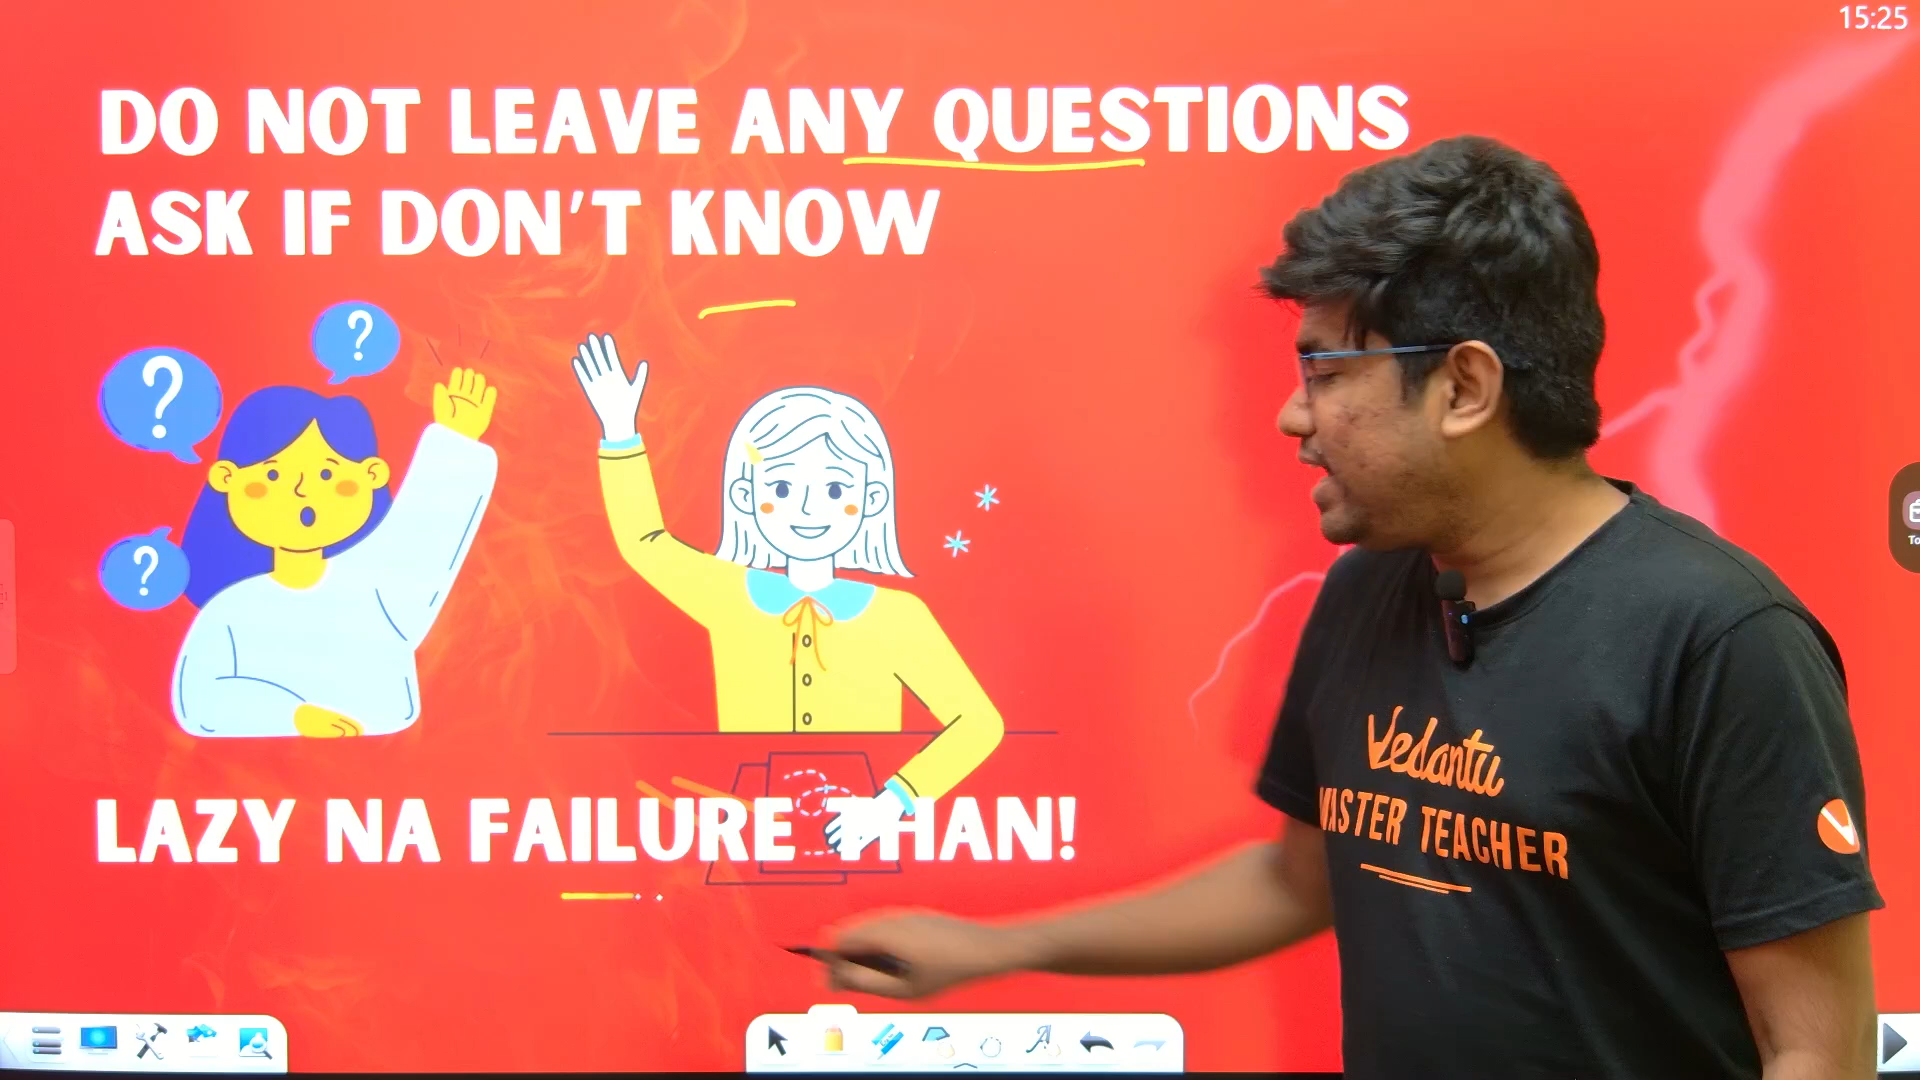 15:25
DO NOT LEAVE ANY QUESTIONS
ASK IF DON'T KNOW
?
?
?
LAZY NA FAILURE THAN!
Vedantu
MASTER TEACHER